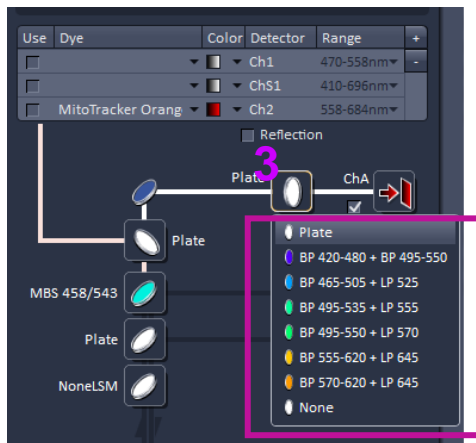 Use Dye Color Detector Range +
Ch1 470-558nm -
ChS1 410-696nm
MitoTracker Orang Ch2 558-684nm
Reflection
3
Plate ChA
Plate
MBS 458/543
Plate
NoneLSM
Plate
BP 420-480 + BP 495-550
BP 465-505 + LP 525
BP 495-535 + LP 555
BP 495-550 + LP 570
BP 555-620 + LP 645
BP 570-620 + LP 645
None